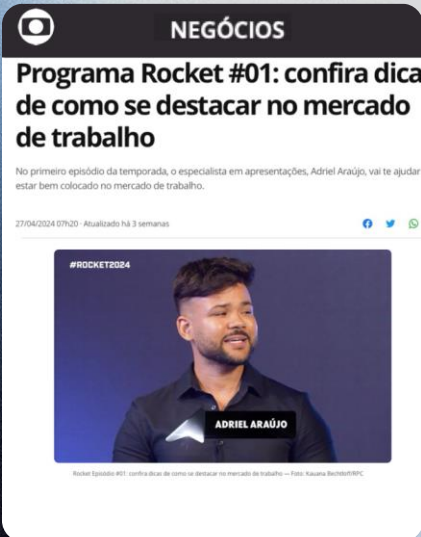 NEGÓCIOS
Programa Rocket #01: confira dica
de como se destacar no mercado
de trabalho
No primeiro episódio da temporada, o especialista em apresentações, Adriel Araújo, vai te ajudar
estar bem colocado no mercado de trabalho.
27/04/2024 07h20 · Atualizado há 3 semanas
#ROCKET2024
ADRIEL ARAÚJO
Rocket Episódio #01: confira dicas de como se destacar no mercado de trabalho — Foto: Kauana Bechtloff/RPC